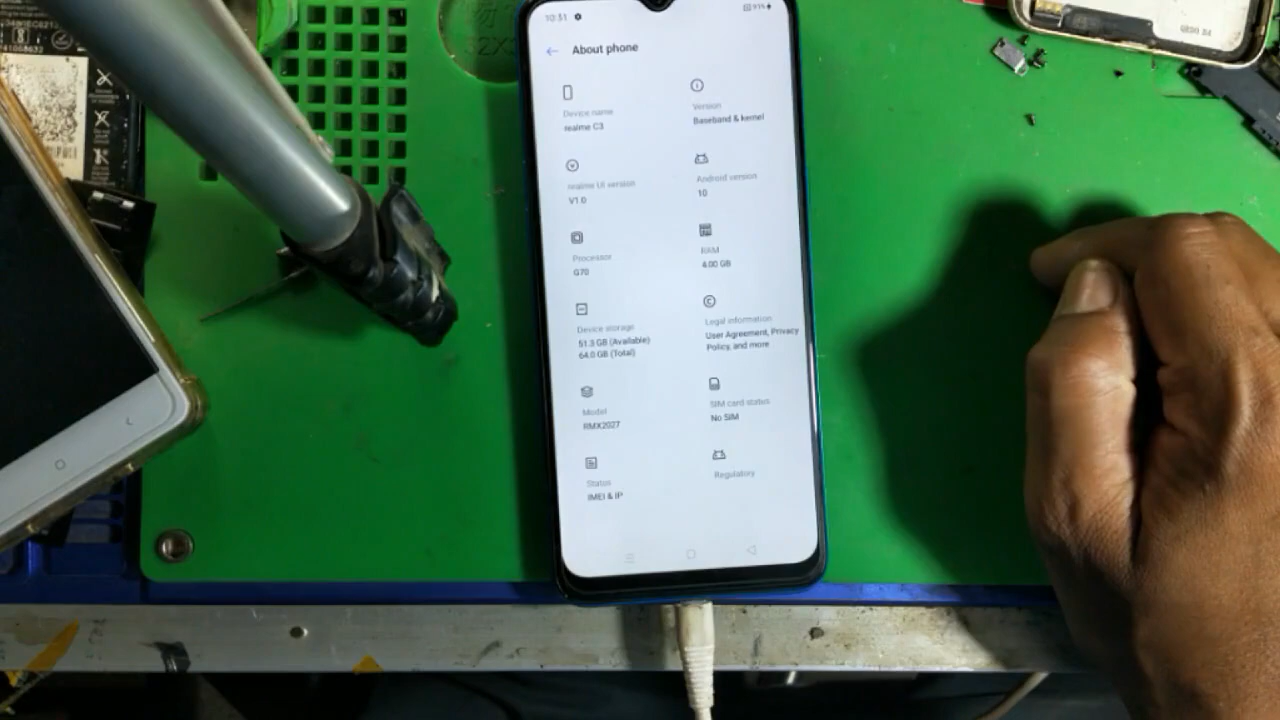 10:31
91%
About phone
Device name
realme C3
Version
Baseband & kernel
realme UI version
V1.0
Android version
10
Processor
G70
RAM
4.00 GB
Device storage
51.3 GB (Available)
64.0 GB (Total)
Legal information
User Agreement, Privacy
Policy, and more
Model
RMX2027
SIM card status
No SIM
Status
IMEI & IP
Regulatory